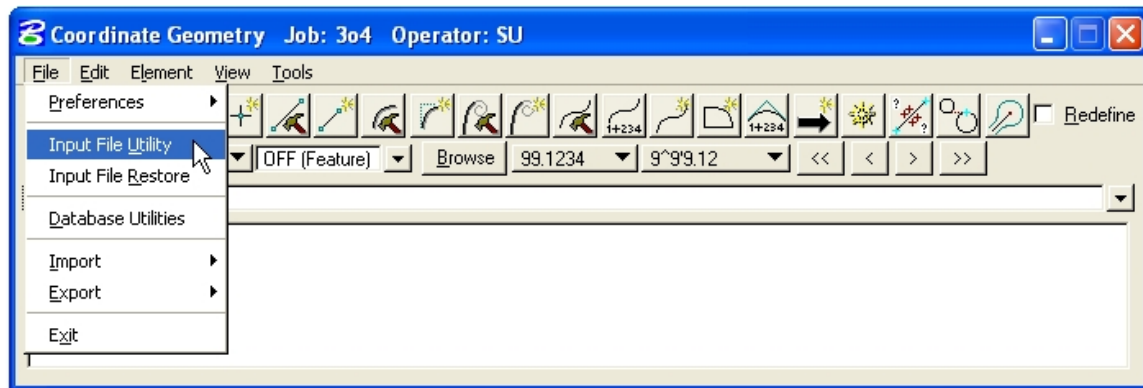 Coordinate Geometry Job: 3o4 Operator: SU
File Edit Element View Tools
Preferences
Input File Utility
Input File Restore
Database Utilities
Import
Export
Exit
1+234 1+234 Redefine
OFF (Feature) Browse 99.1234 9^9'9.12 << < > >>